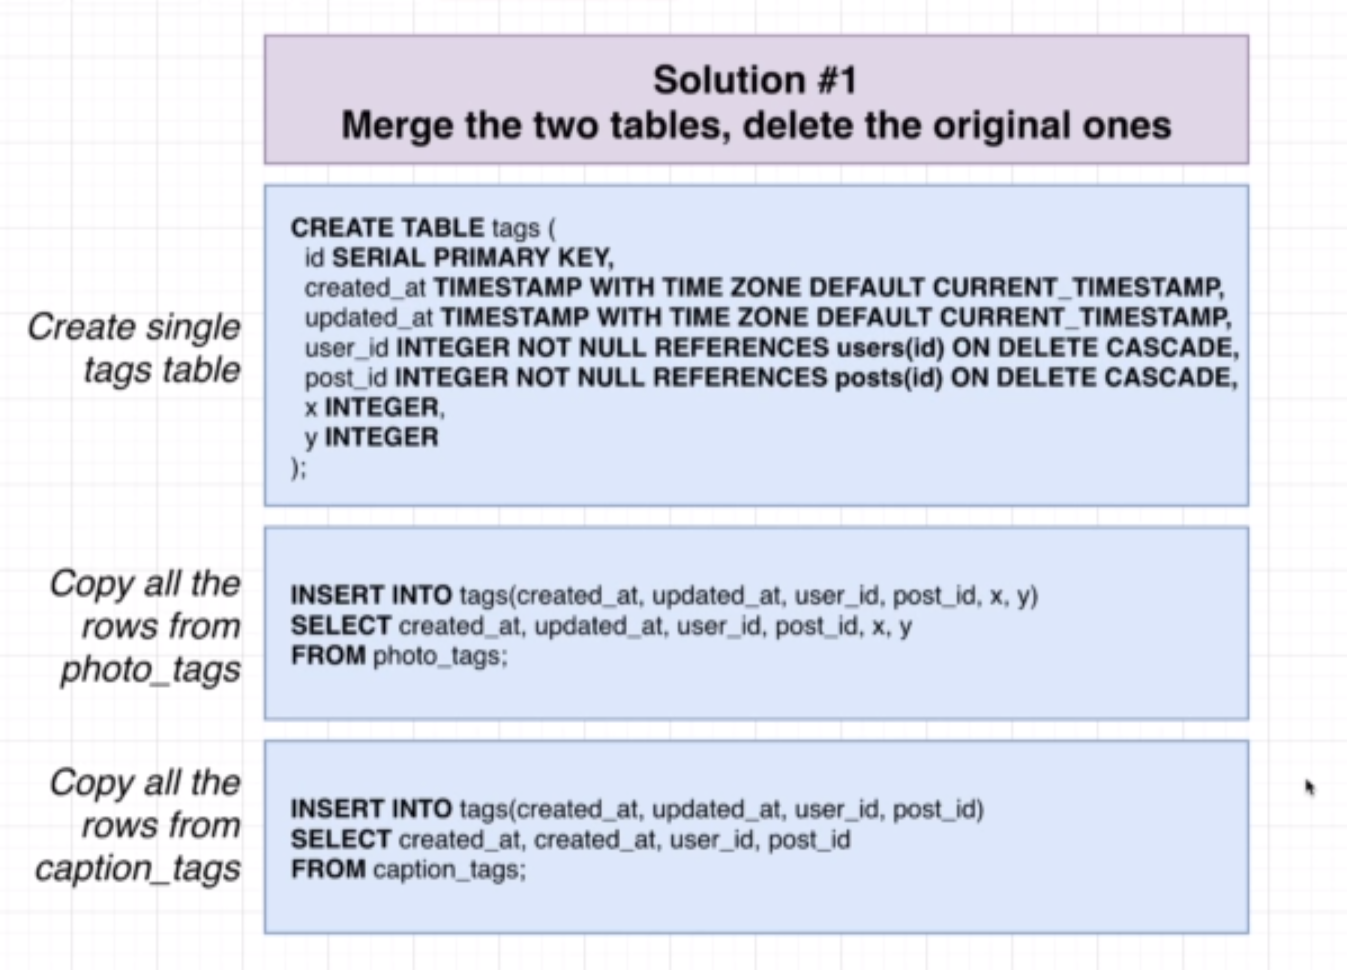 Solution #1
Merge the two tables, delete the original ones
Create single
tags table
CREATE TABLE tags (
id SERIAL PRIMARY KEY,
created_at TIMESTAMP WITH TIME ZONE DEFAULT CURRENT_TIMESTAMP,
updated_at TIMESTAMP WITH TIME ZONE DEFAULT CURRENT_TIMESTAMP,
user_id INTEGER NOT NULL REFERENCES users(id) ON DELETE CASCADE,
post_id INTEGER NOT NULL REFERENCES posts(id) ON DELETE CASCADE,
x INTEGER,
y INTEGER
);
Copy all the
rows from
photo_tags
INSERT INTO tags(created_at, updated_at, user_id, post_id, x, y)
SELECT created_at, updated_at, user_id, post_id, x, y
FROM photo_tags;
Copy all the
rows from
caption_tags
INSERT INTO tags(created_at, updated_at, user_id, post_id)
SELECT created_at, created_at, user_id, post_id
FROM caption_tags;